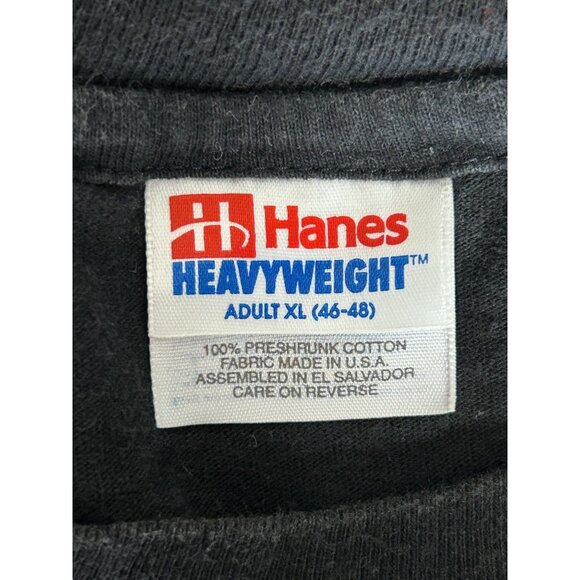 H Hanes
HEAVYWEIGHT™
ADULT XL (46-48)
100% PRESHRUNK COTTON
FABRIC MADE IN U.S.A.
ASSEMBLED IN EL SALVADOR
CARE ON REVERSE